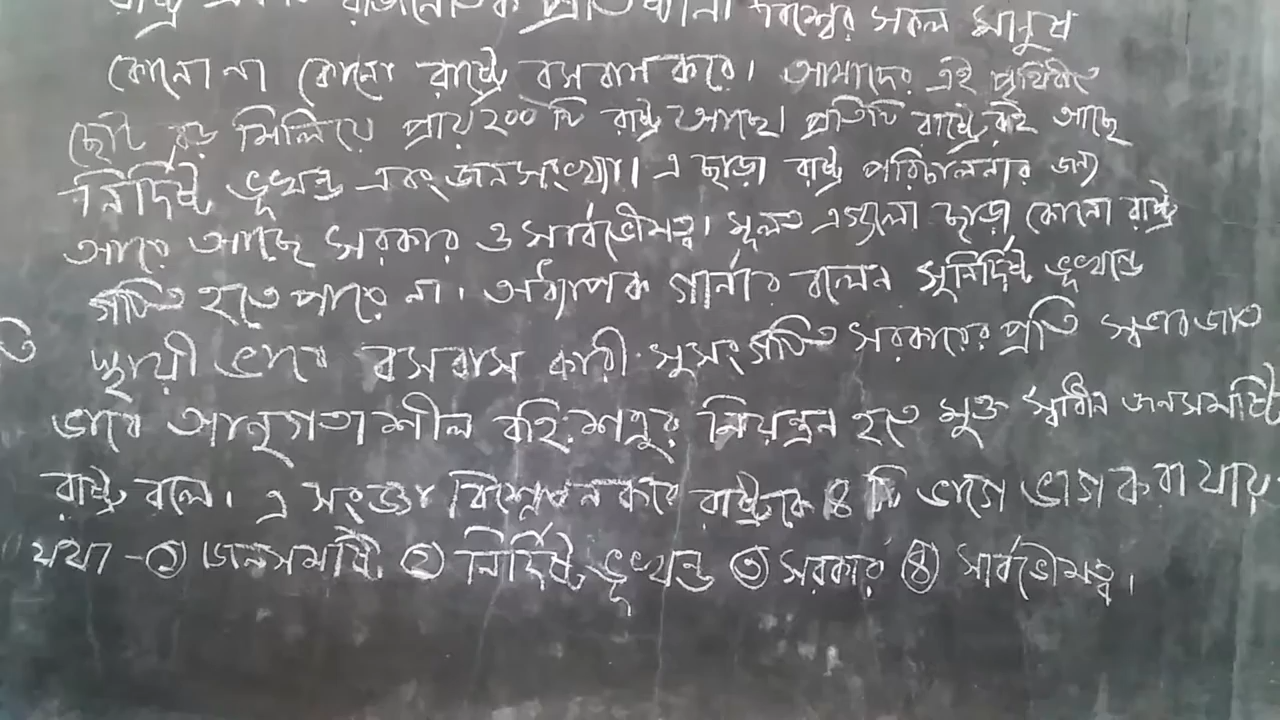 রাষ্ট্র একটি রাজনৈতিক প্রতিষ্ঠান। বিশ্বের সকল মানুষ
কোনো না কোনো রাষ্ট্রে বসবাস করে। আমাদের এই পৃথিবীতে
ছোট বড় মিলিয়ে প্রায় ২০০ টি রাষ্ট্র আছে। প্রতিটি রাষ্ট্রেরই আছে
নির্দিষ্ট ভূখন্ড এবং জনসংখ্যা। এ ছাড়া রাষ্ট্র পরিচালনার জন্য
আরো আছে সরকার ও সার্বভৌমত্ব। মূলত এগুলো ছাড়া কোনো রাষ্ট্র
গঠিত হতে পারে না। অধ্যাপক গার্নার বলেন সুনির্দিষ্ট ভূখন্ডে
তি স্থায়ী ভাবে বসবাস কারী সুসংগঠিত সরকারের প্রতি স্বভাবজাত
ভাবে আনুগত্যশীল বহি:শত্রুর নিয়ন্ত্রন হতে মুক্ত স্বাধীন জনসমষ্টি
রাষ্ট্র বলে। এ সংজ্ঞা বিশ্লেষন করে রাষ্ট্রকে ৪ টি ভাগে ভাগ করা যায়।
যথা - ১ জনসমষ্টি ২ নির্দিষ্ট ভূখন্ড ৩ সরকার ৪ সার্বভৌমত্ব।